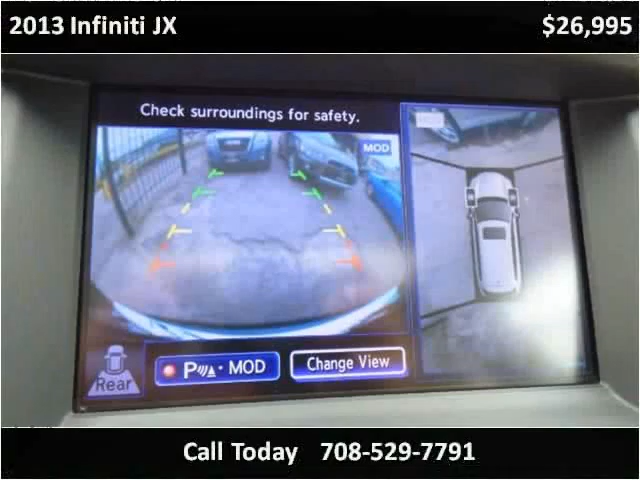 2013 Infiniti JX
$26,995
Check surroundings for safety.
MOD
Rear
P MOD
Change View
Call Today 708-529-7791